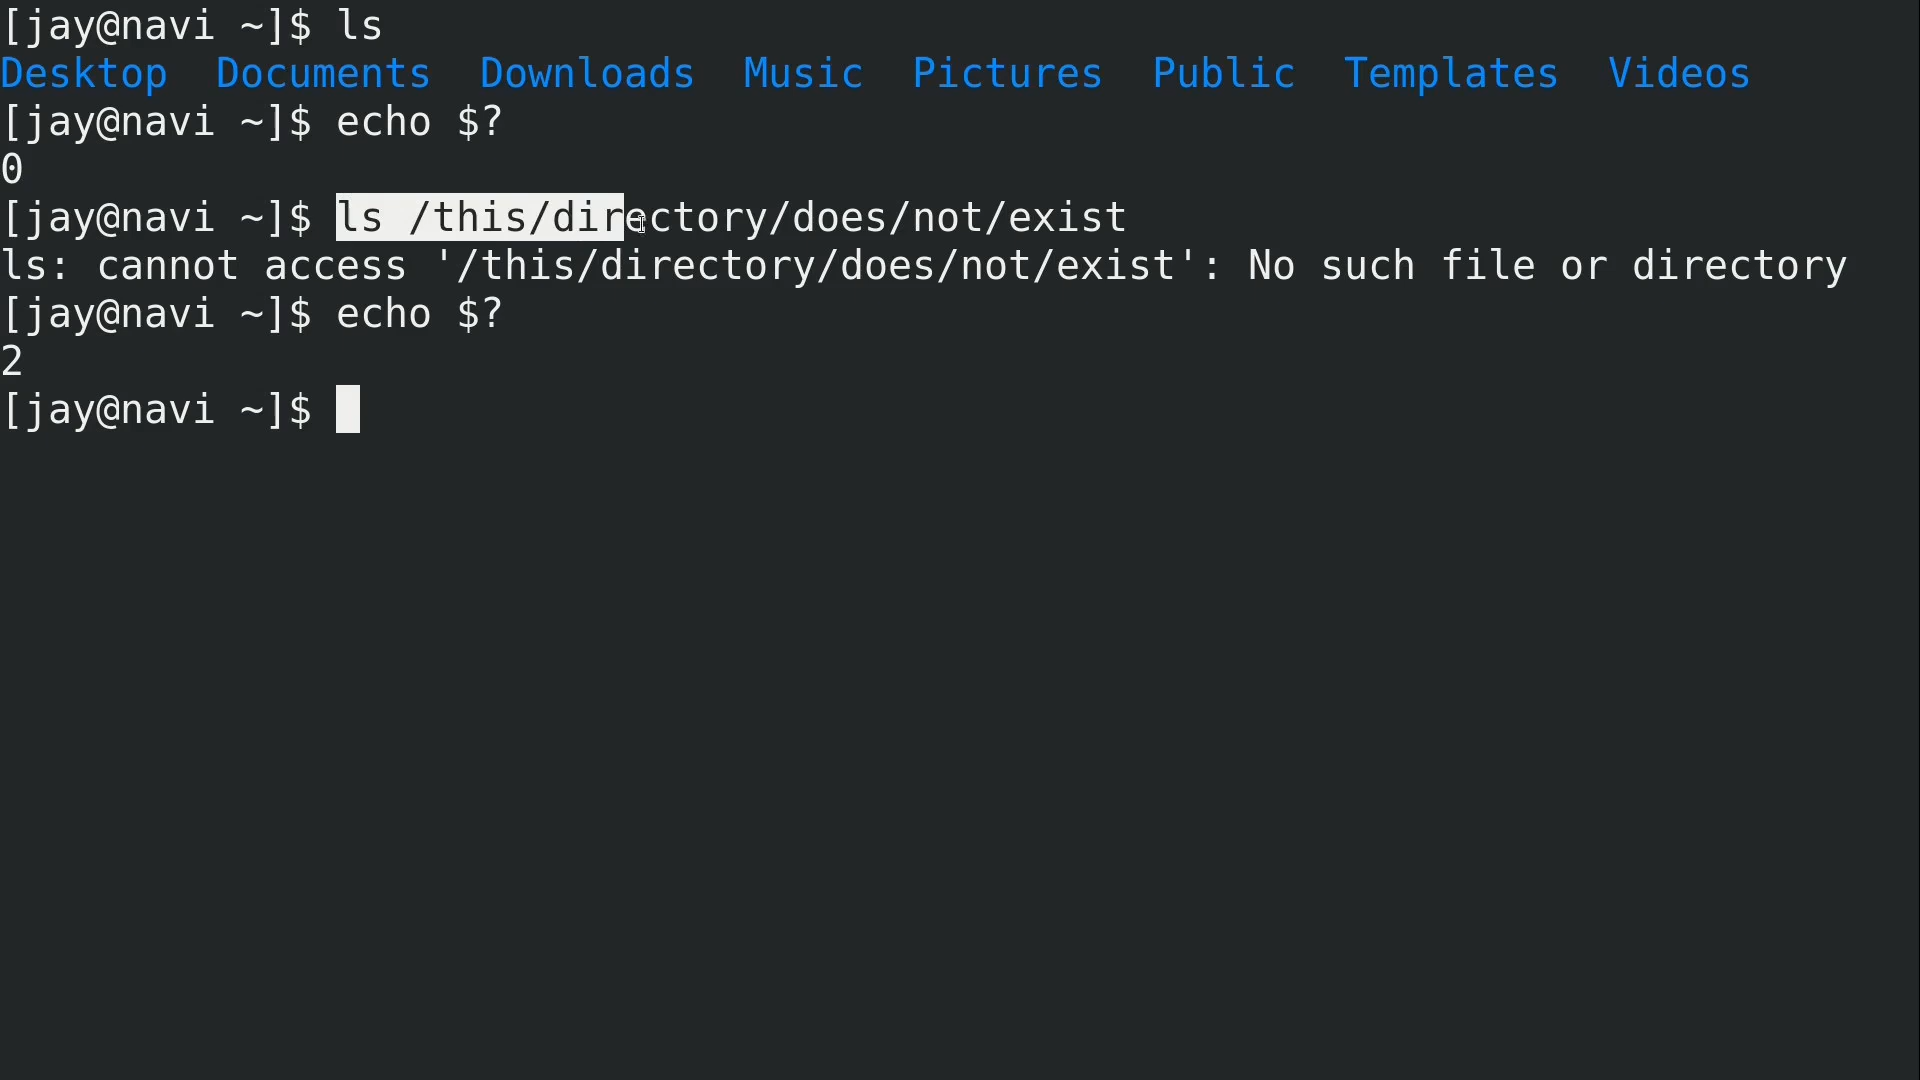 [jay@navi ~]$ ls
Desktop  Documents  Downloads  Music  Pictures  Public  Templates  Videos
[jay@navi ~]$ echo $?
0
[jay@navi ~]$ ls /this/directory/does/not/exist
ls: cannot access '/this/directory/does/not/exist': No such file or directory
[jay@navi ~]$ echo $?
2
[jay@navi ~]$